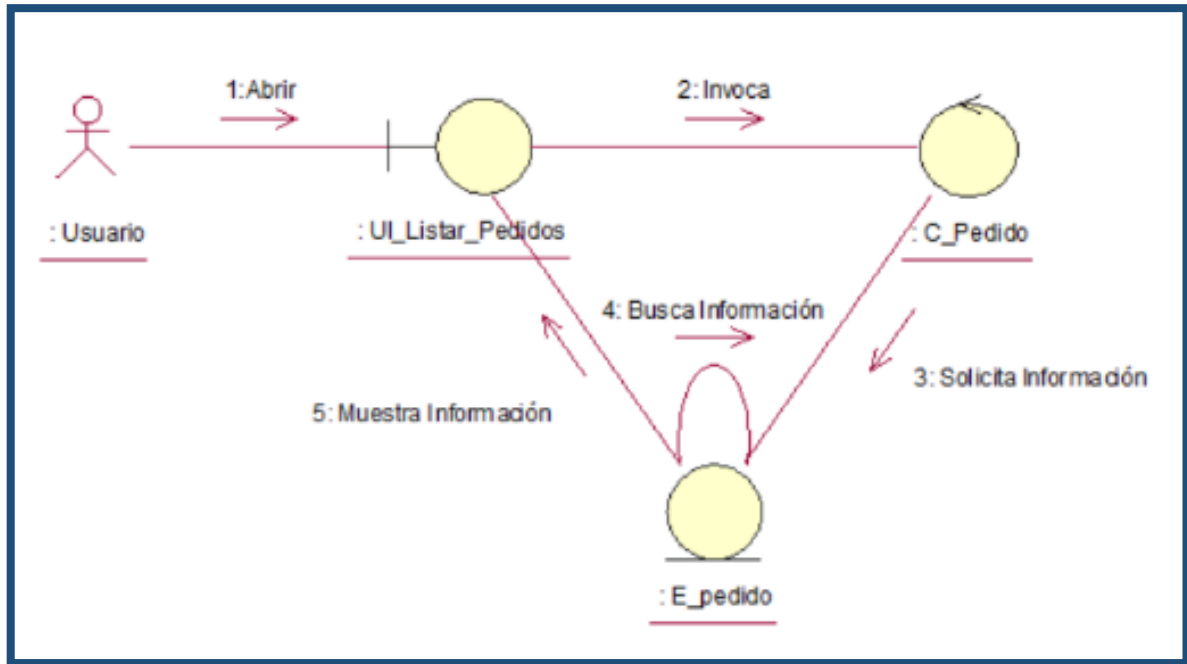 1:Abrir
2: Invoca
: Usuario
: UI_Listar_Pedidos
: C_Pedido
4: Busca Información
3: Solicita Información
5: Muestra Información
: E_pedido